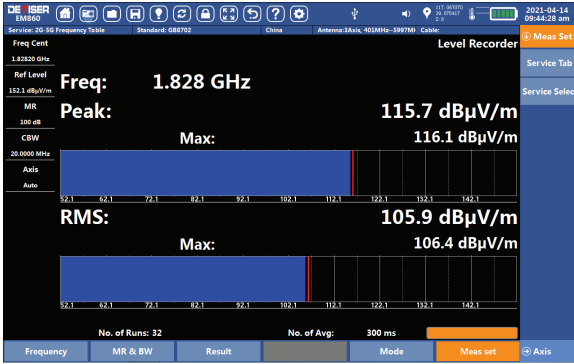 DEVISER
EM860
117.067070
39.075417
5.0
2021-04-14
09:44:28 am
Service: 2G-5G Frequency Table Standard: GB8702 China Antenna:3Axis, 401MHz~5997MHz Cable:
Freq Cent
1.82820 GHz
Ref Level
152.1 dBμV/m
MR
100 dB
CBW
20.0000 MHz
Axis
Auto
Level Recorder
Freq: 1.828 GHz
Peak: 115.7 dBμV/m
Max: 116.1 dBμV/m
52.1 62.1 72.1 82.1 92.1 102.1 112.1 122.1 132.1 142.1
RMS: 105.9 dBμV/m
Max: 106.4 dBμV/m
52.1 62.1 72.1 82.1 92.1 102.1 112.1 122.1 132.1 142.1
No. of Runs: 32 No. of Avg: 300 ms
Meas Set
Service Tab
Service Selec
Axis
Frequency MR & BW Result Mode Meas set